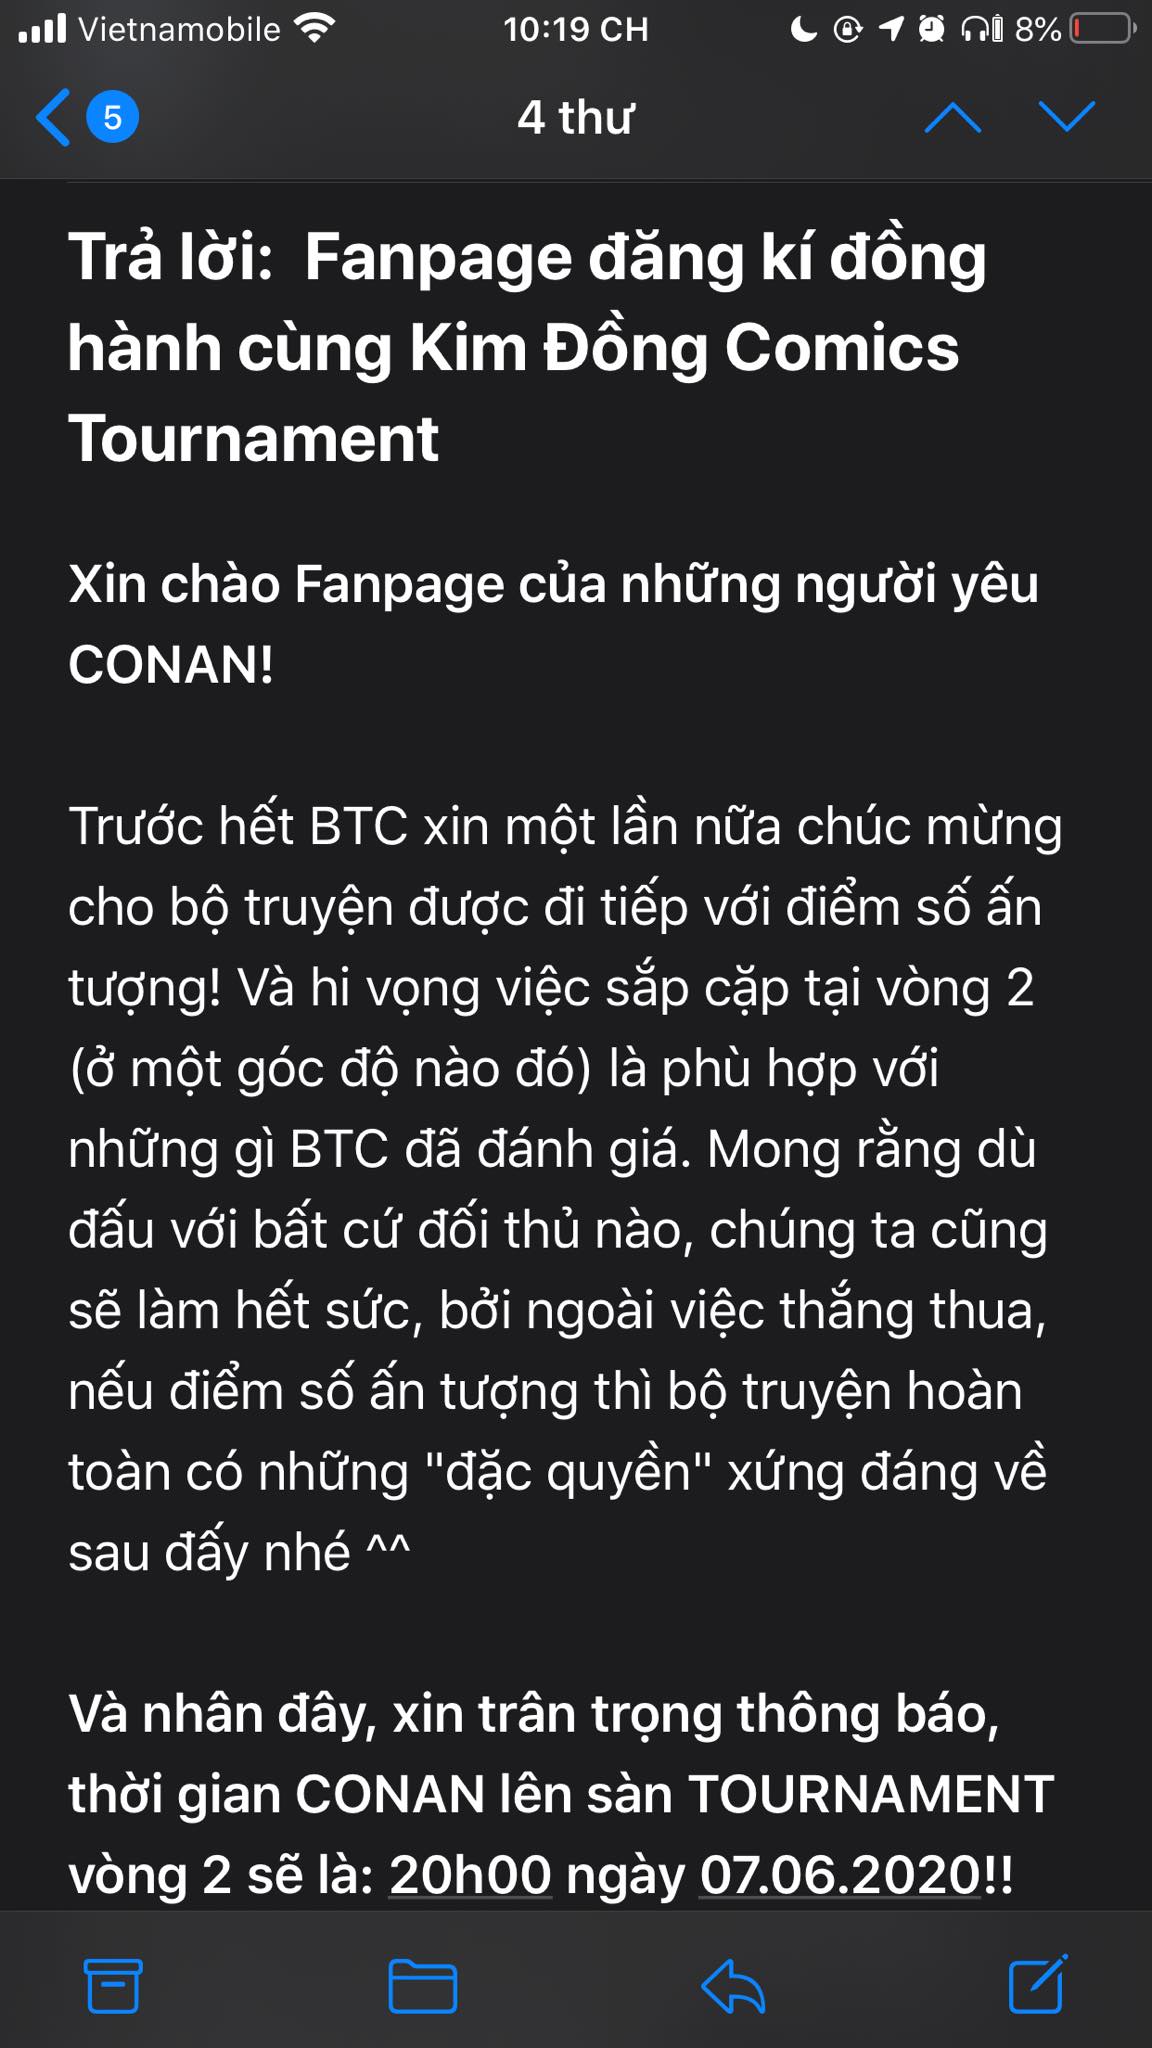 Vietnamobile 10:19 CH 8%
5 4 thư
Trả lời: Fanpage đăng kí đồng
hành cùng Kim Đồng Comics
Tournament
Xin chào Fanpage của những người yêu
CONAN!
Trước hết BTC xin một lần nữa chúc mừng
cho bộ truyện được đi tiếp với điểm số ấn
tượng! Và hi vọng việc sắp cặp tại vòng 2
(ở một góc độ nào đó) là phù hợp với
những gì BTC đã đánh giá. Mong rằng dù
đấu với bất cứ đối thủ nào, chúng ta cũng
sẽ làm hết sức, bởi ngoài việc thắng thua,
nếu điểm số ấn tượng thì bộ truyện hoàn
toàn có những "đặc quyền" xứng đáng về
sau đấy nhé ^^
Và nhân đây, xin trân trọng thông báo,
thời gian CONAN lên sàn TOURNAMENT
vòng 2 sẽ là: 20h00 ngày 07.06.2020!!